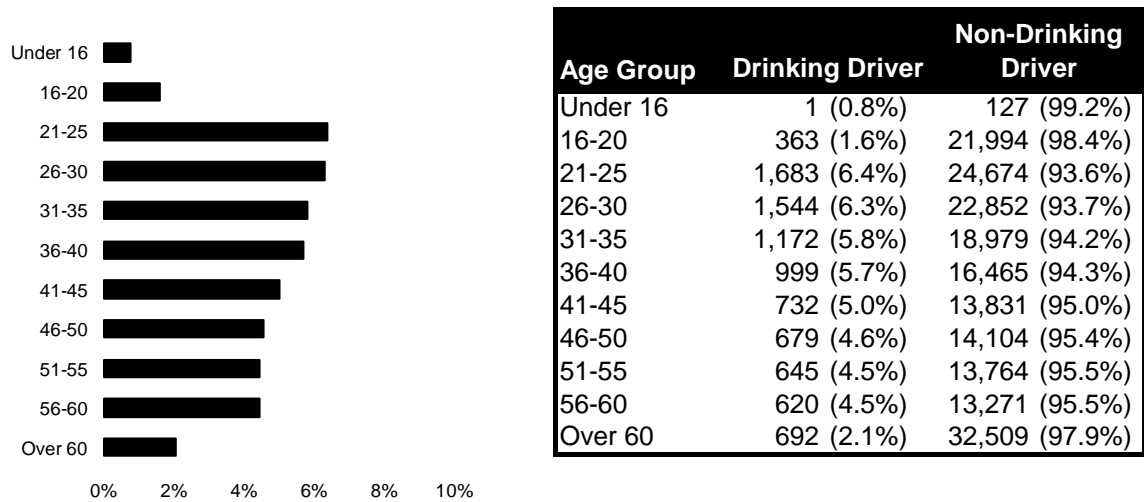 Under 16
16-20
21-25
26-30
31-35
36-40
41-45
46-50
51-55
56-60
Over 60
0% 2% 4% 6% 8% 10%
Age Group Drinking Driver Non-Drinking Driver
Under 16 1 (0.8%) 127 (99.2%)
16-20 363 (1.6%) 21,994 (98.4%)
21-25 1,683 (6.4%) 24,674 (93.6%)
26-30 1,544 (6.3%) 22,852 (93.7%)
31-35 1,172 (5.8%) 18,979 (94.2%)
36-40 999 (5.7%) 16,465 (94.3%)
41-45 732 (5.0%) 13,831 (95.0%)
46-50 679 (4.6%) 14,104 (95.4%)
51-55 645 (4.5%) 13,764 (95.5%)
56-60 620 (4.5%) 13,271 (95.5%)
Over 60 692 (2.1%) 32,509 (97.9%)